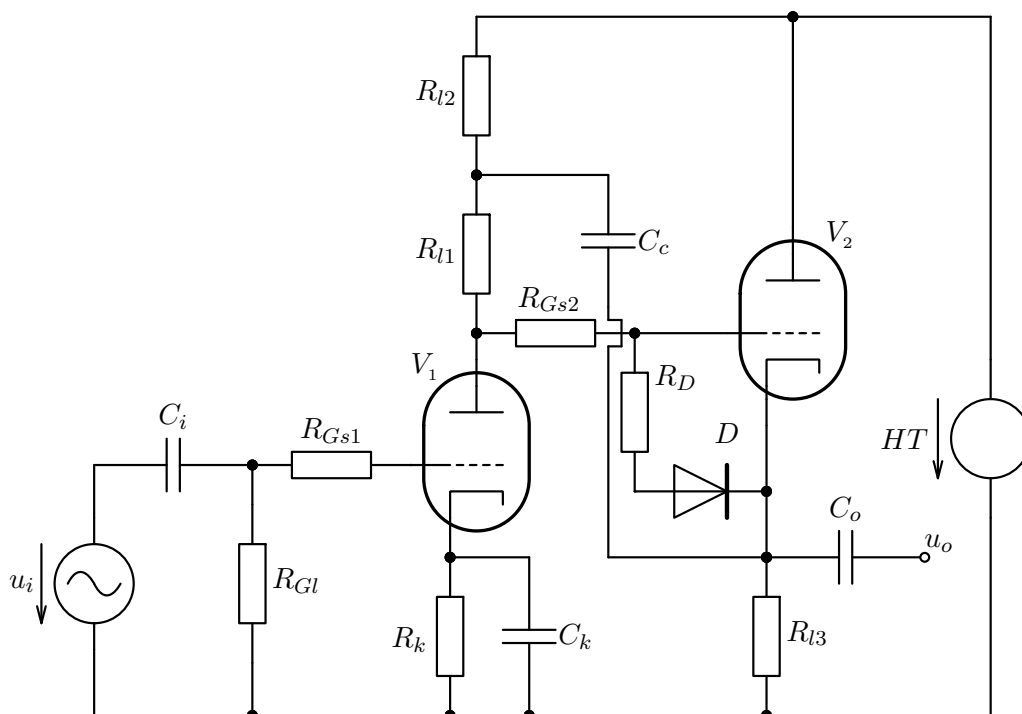 R_{l2}
V_2
R_{l1}
C_c
R_{Gs2}
V_1
R_D
C_i
R_{Gs1}
D
HT
C_o
u_o
u_i
R_{Gl}
R_k
C_k
R_{l3}